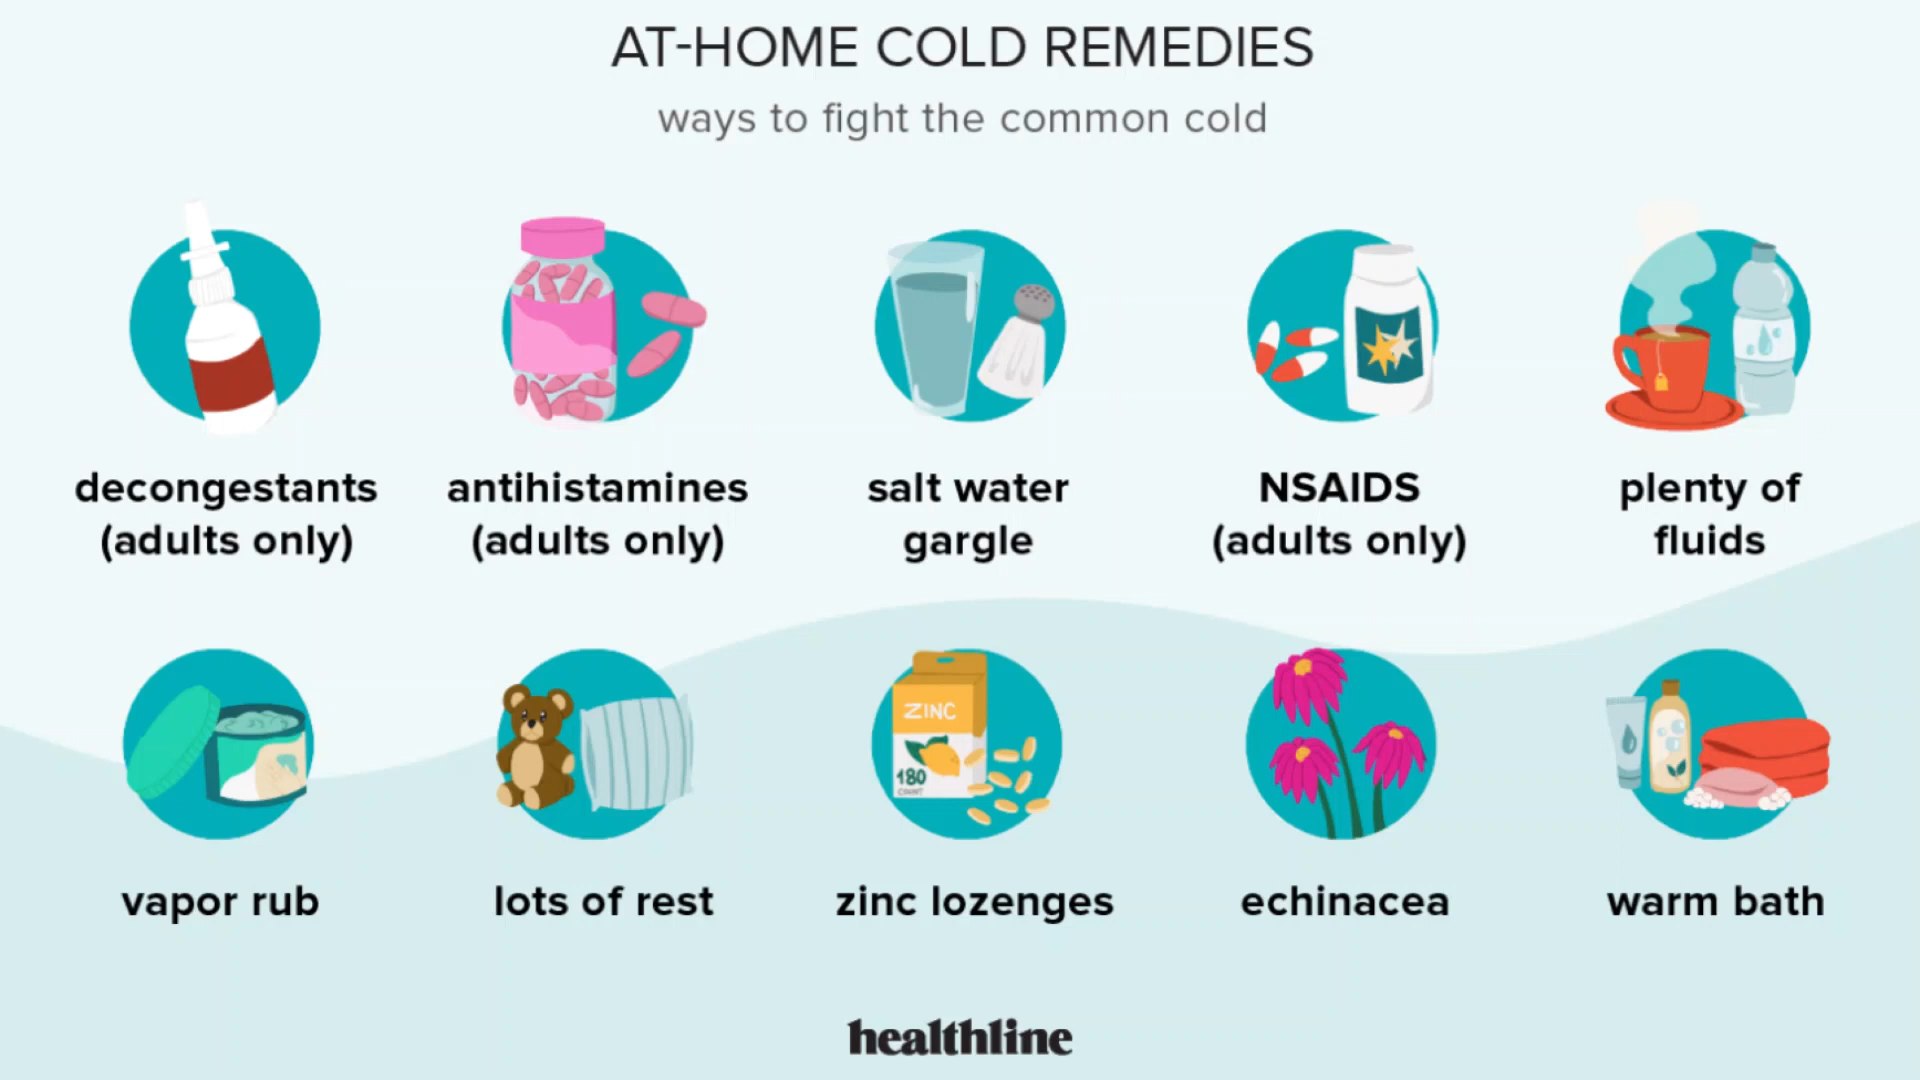 AT-HOME COLD REMEDIES
ways to fight the common cold
decongestants
(adults only)
antihistamines
(adults only)
salt water
gargle
NSAIDS
(adults only)
plenty of
fluids
ZINC
180
COUNT
vapor rub
lots of rest
zinc lozenges
echinacea
warm bath
healthline